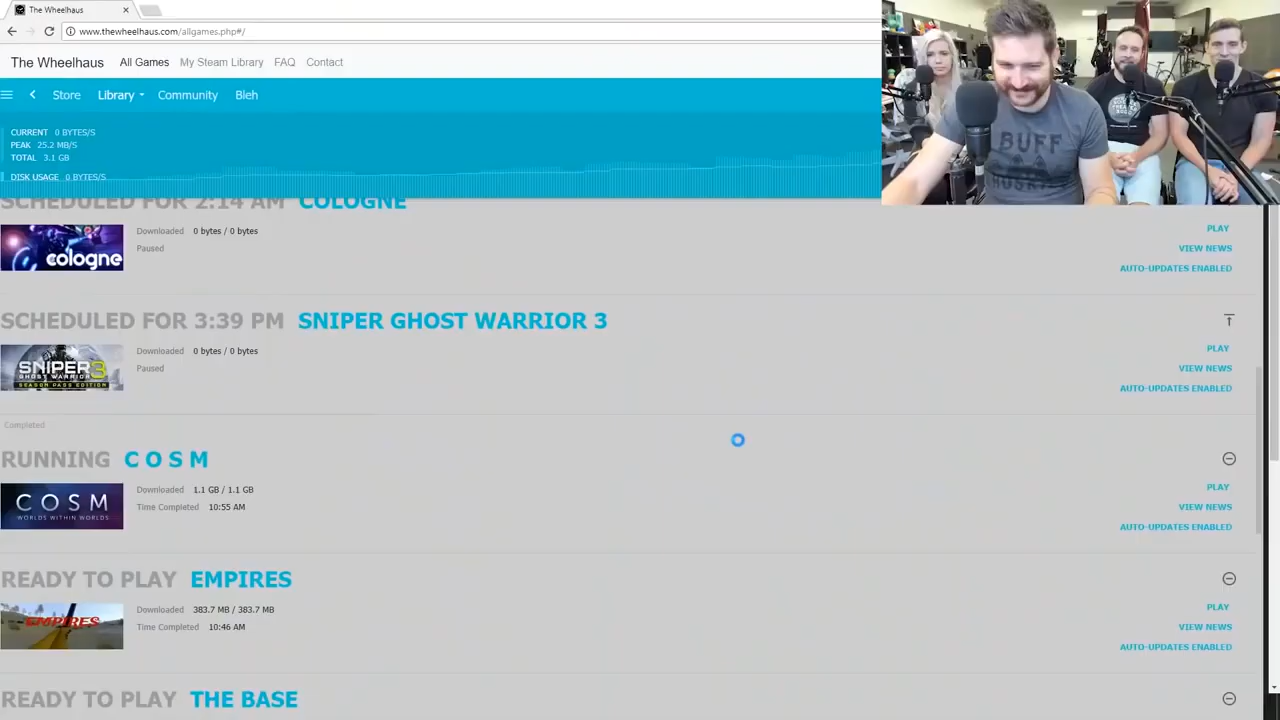 The Wheelhaus
www.thewheelhaus.com/allgames.php#/
The Wheelhaus All Games My Steam Library FAQ Contact
Store Library Community Bleh
CURRENT 0 BYTES/S
PEAK 25.2 MB/S
TOTAL 3.1 GB
DISK USAGE 0 BYTES/S
BUFF
SCHEDULED FOR 2:14 AM COLOGNE
cologne
Downloaded 0 bytes / 0 bytes
Paused
PLAY
VIEW NEWS
AUTO-UPDATES ENABLED
SCHEDULED FOR 3:39 PM SNIPER GHOST WARRIOR 3
SNIPER 3
GHOST WARRIOR
SEASON PASS EDITION
Downloaded 0 bytes / 0 bytes
Paused
PLAY
VIEW NEWS
AUTO-UPDATES ENABLED
Completed
RUNNING C O S M
COSM
WORLDS WITHIN WORLDS
Downloaded 1.1 GB / 1.1 GB
Time Completed 10:55 AM
PLAY
VIEW NEWS
AUTO-UPDATES ENABLED
READY TO PLAY EMPIRES
EMPIRES
Downloaded 383.7 MB / 383.7 MB
Time Completed 10:46 AM
PLAY
VIEW NEWS
AUTO-UPDATES ENABLED
READY TO PLAY THE BASE